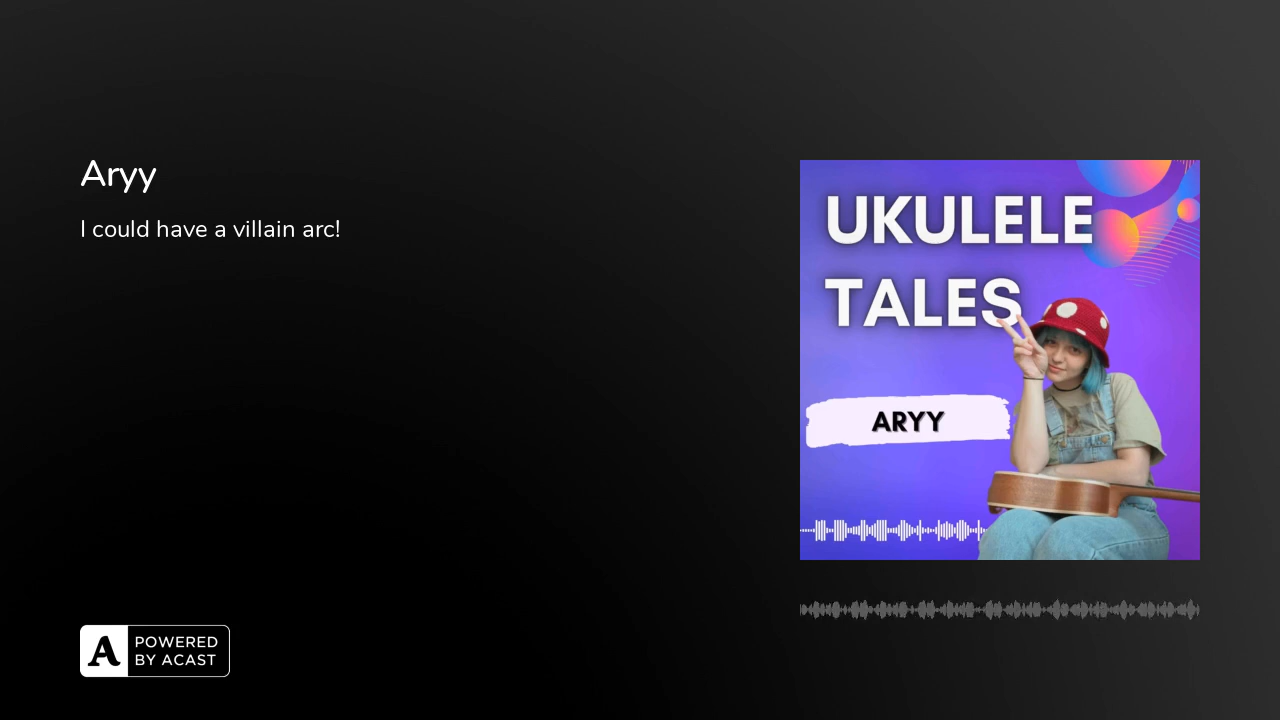 Aryy
I could have a villain arc!
UKULELE
TALES
ARYY
A POWERED
BY ACAST